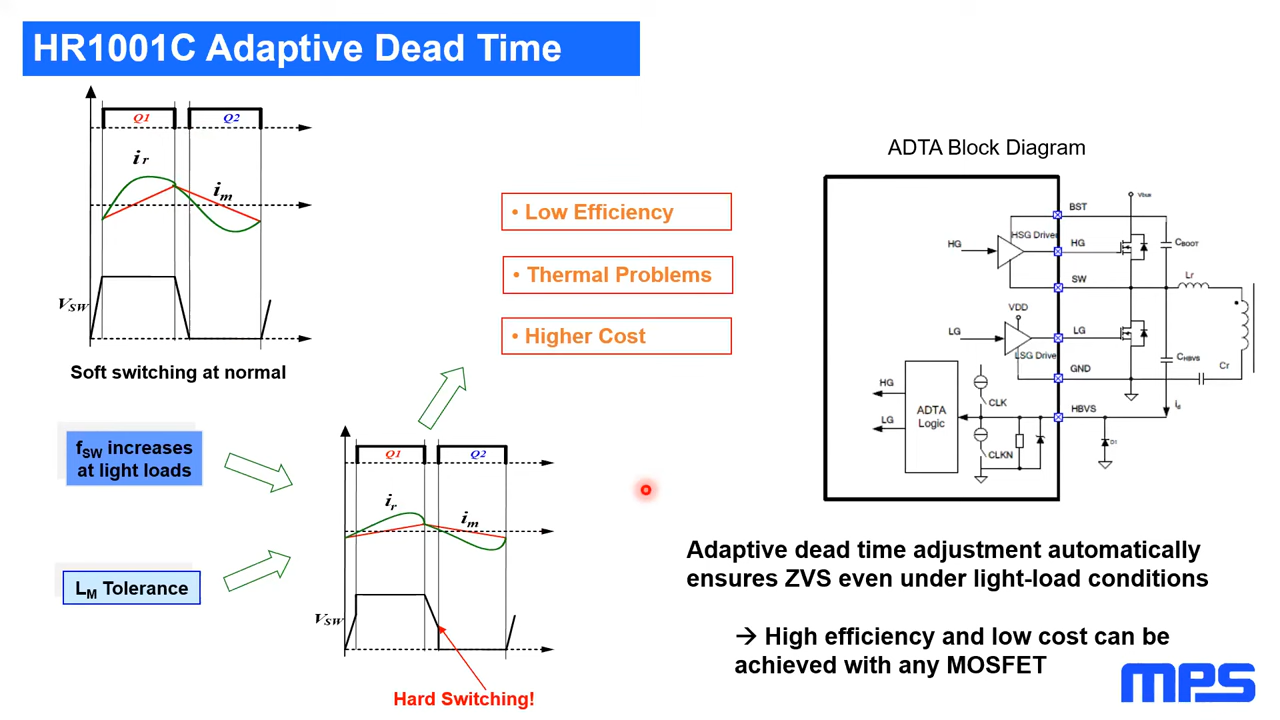 HR1001C Adaptive Dead Time
Q1
Q2
ir
im
VSW
Soft switching at normal
fSW increases
at light loads
LM Tolerance
• Low Efficiency
• Thermal Problems
• Higher Cost
Q1
Q2
ir
im
VSW
Hard Switching!
ADTA Block Diagram
Vbus
BST
HSG Driver
HG
HG
CBOOT
SW
Lr
VDD
LG
LG
LSG Driver
CHBVS
GND
Cr
HG
CLK
HBVS
id
LG
ADTA
Logic
CLKN
D1
Adaptive dead time adjustment automatically
ensures ZVS even under light-load conditions
→ High efficiency and low cost can be
achieved with any MOSFET
mps